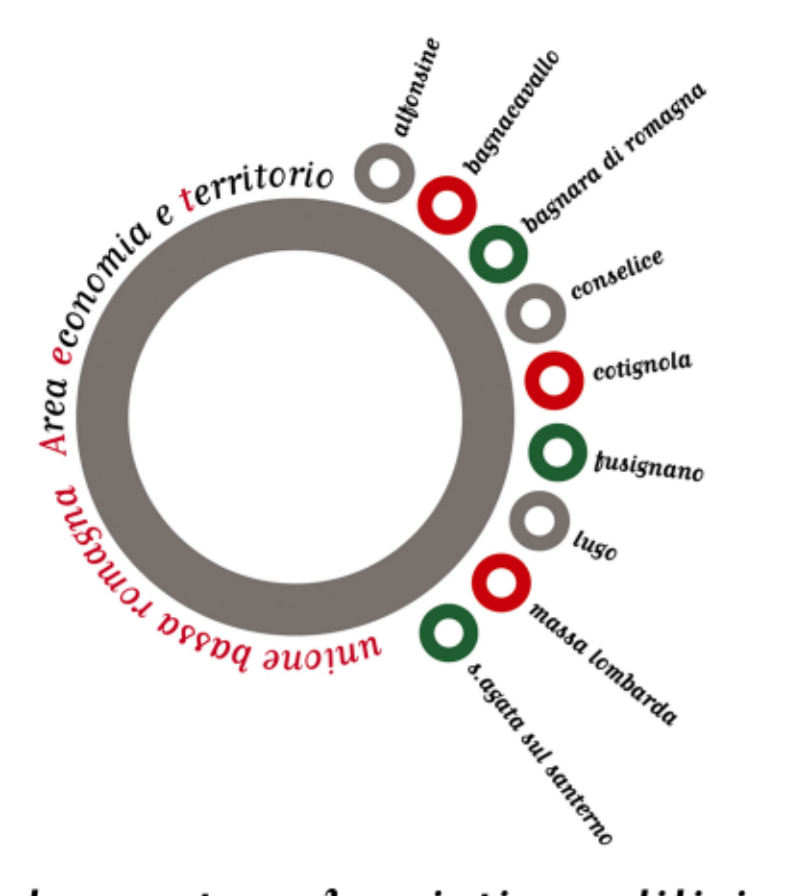 Area economia e territorio
unione bassa romagna
alfonsine
bagnacavallo
bagnara di romagna
conselice
cotignola
fusignano
lugo
massa lombarda
s.agata sul santerno